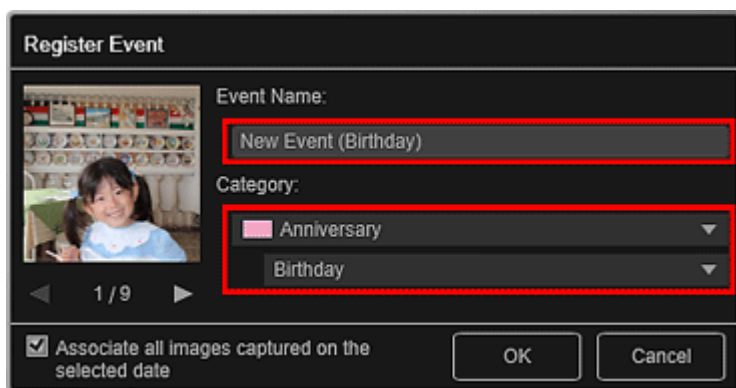 Register Event
Event Name:
New Event (Birthday)
Category:
Anniversary
Birthday
1/9
Associate all images captured on the
selected date
OK
Cancel